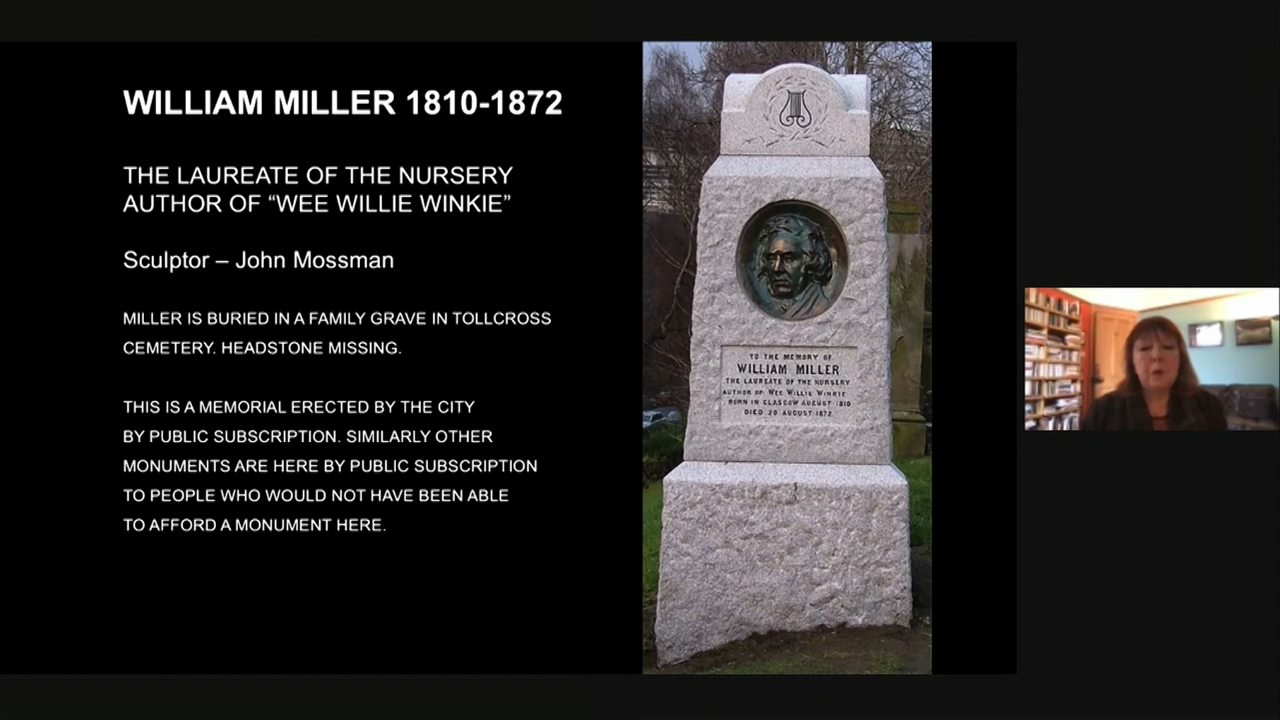 WILLIAM MILLER 1810-1872
THE LAUREATE OF THE NURSERY
AUTHOR OF “WEE WILLIE WINKIE”
Sculptor – John Mossman
MILLER IS BURIED IN A FAMILY GRAVE IN TOLLCROSS
CEMETERY. HEADSTONE MISSING.
THIS IS A MEMORIAL ERECTED BY THE CITY
BY PUBLIC SUBSCRIPTION. SIMILARLY OTHER
MONUMENTS ARE HERE BY PUBLIC SUBSCRIPTION
TO PEOPLE WHO WOULD NOT HAVE BEEN ABLE
TO AFFORD A MONUMENT HERE.
TO THE MEMORY OF
WILLIAM MILLER
THE LAUREATE OF THE NURSERY
AUTHOR OF WEE WILLIE WINKIE
BORN IN GLASGOW AUGUST 1810
DIED 20 AUGUST 1872